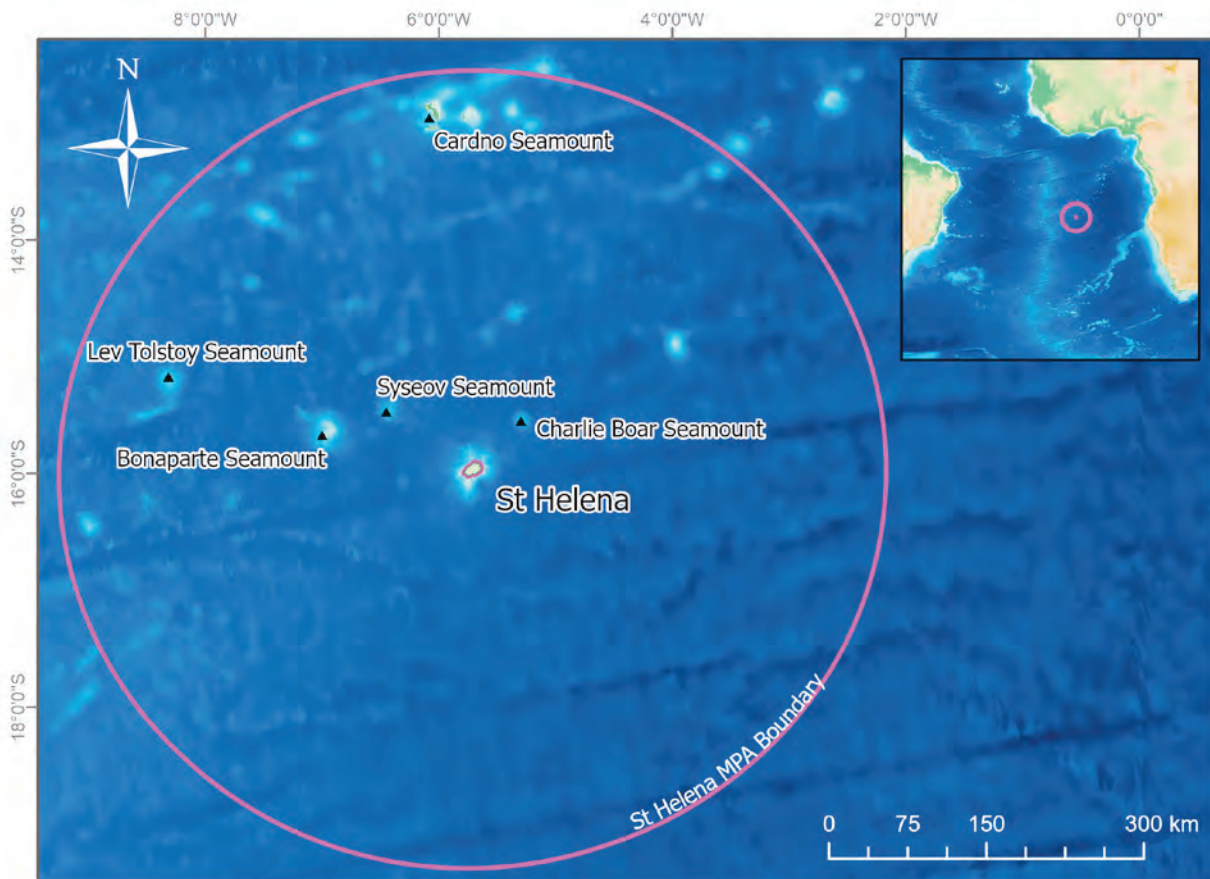 8°0'0"W
6°0'0"W
4°0'0"W
2°0'0"W
0°0'0"
N
Cardno Seamount
14°0'0"S
Lev Tolstoy Seamount
Syseov Seamount
Charlie Boar Seamount
Bonaparte Seamount
16°0'0"S
St Helena
18°0'0"S
St Helena MPA Boundary
0 75 150 300 km